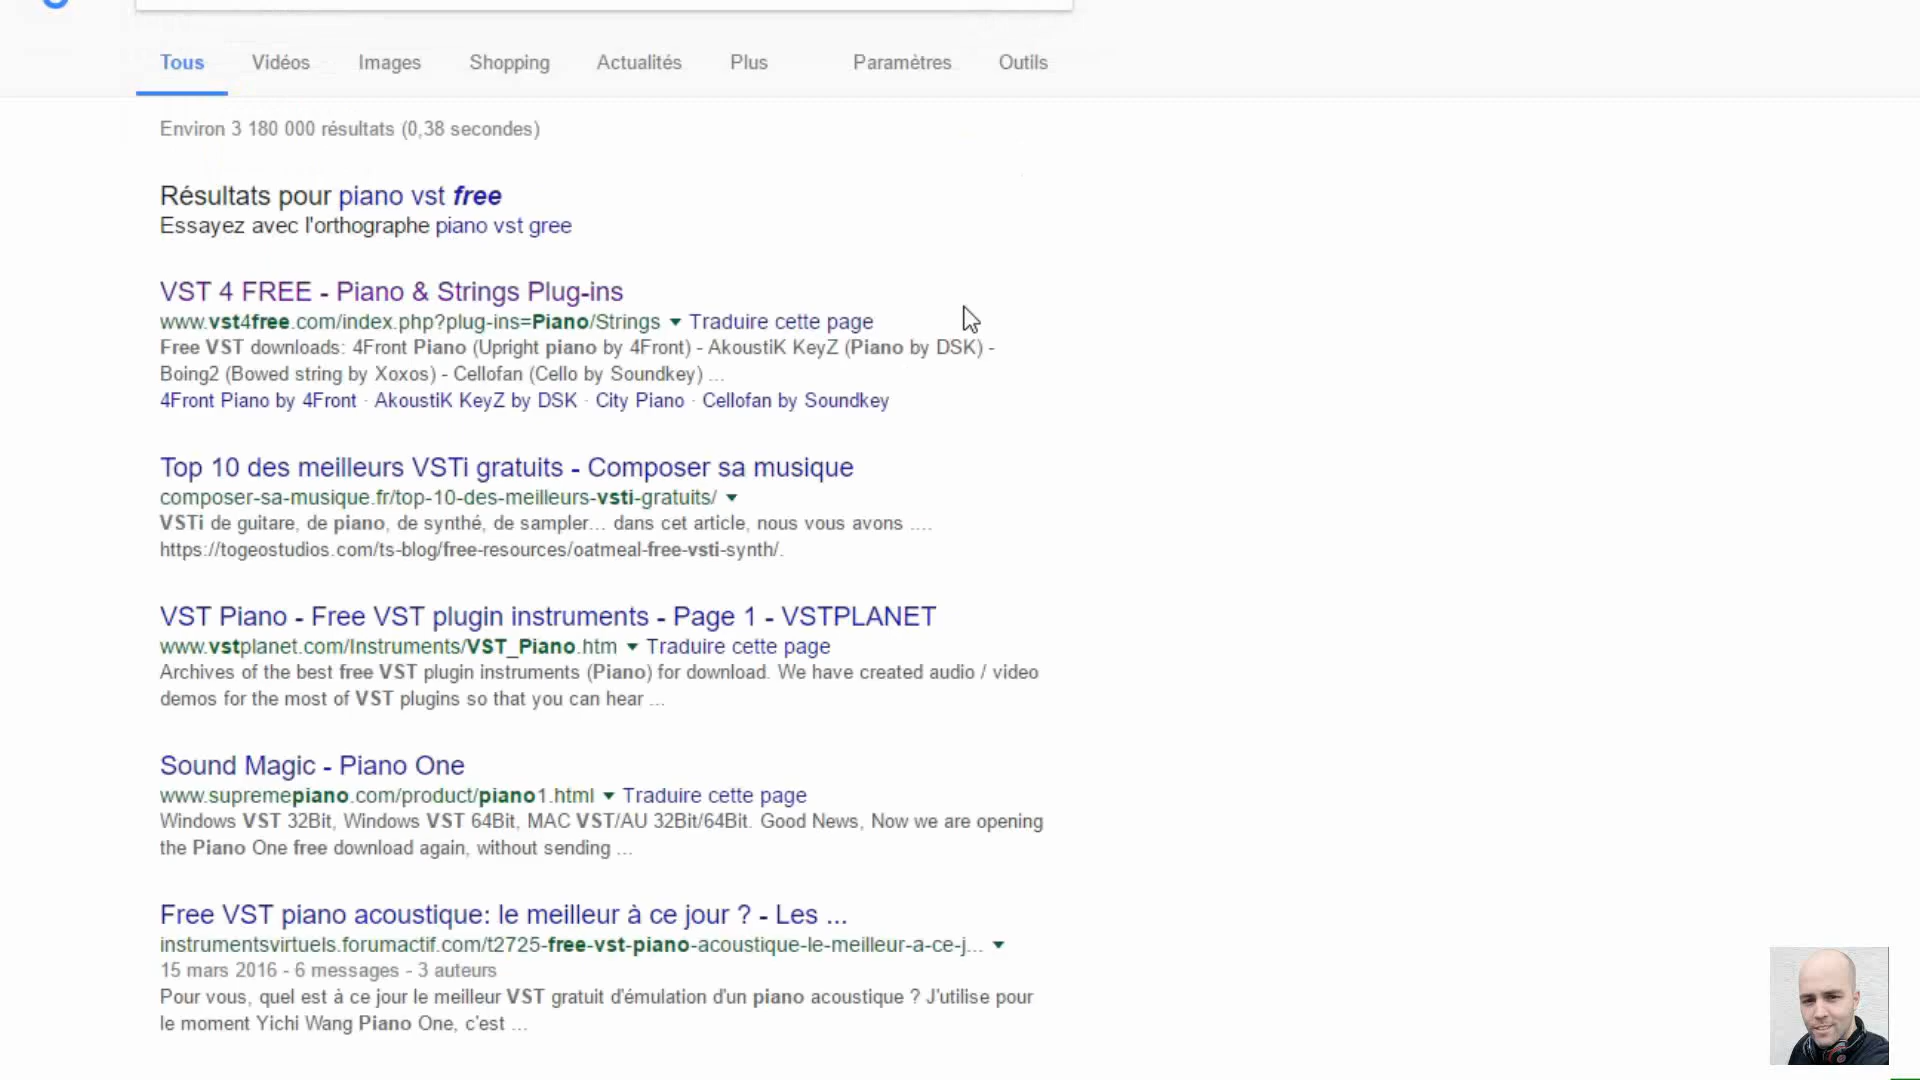 Tous Vidéos Images Shopping Actualités Plus Paramètres Outils
Environ 3 180 000 résultats (0,38 secondes)
Résultats pour piano vst free
Essayez avec l'orthographe piano vst gree
VST 4 FREE - Piano & Strings Plug-ins
www.vst4free.com/index.php?plug-ins=Piano/Strings ▼ Traduire cette page
Free VST downloads: 4Front Piano (Upright piano by 4Front) - AkoustiK KeyZ (Piano by DSK) -
Boing2 (Bowed string by Xoxos) - Cellofan (Cello by Soundkey) ...
4Front Piano by 4Front · AkoustiK KeyZ by DSK · City Piano · Cellofan by Soundkey
Top 10 des meilleurs VSTi gratuits - Composer sa musique
composer-sa-musique.fr/top-10-des-meilleurs-vsti-gratuits/ ▼
VSTi de guitare, de piano, de synthé, de sampler... dans cet article, nous vous avons ....
https://togeostudios.com/ts-blog/free-resources/oatmeal-free-vsti-synth/.
VST Piano - Free VST plugin instruments - Page 1 - VSTPLANET
www.vstplanet.com/Instruments/VST_Piano.htm ▼ Traduire cette page
Archives of the best free VST plugin instruments (Piano) for download. We have created audio / video
demos for the most of VST plugins so that you can hear ...
Sound Magic - Piano One
www.supremepiano.com/product/piano1.html ▼ Traduire cette page
Windows VST 32Bit, Windows VST 64Bit, MAC VST/AU 32Bit/64Bit. Good News, Now we are opening
the Piano One free download again, without sending ...
Free VST piano acoustique: le meilleur à ce jour ? - Les ...
instrumentsvirtuels.forumactif.com/t2725-free-vst-piano-acoustique-le-meilleur-a-ce-j... ▼
15 mars 2016 - 6 messages - 3 auteurs
Pour vous, quel est à ce jour le meilleur VST gratuit d'émulation d'un piano acoustique ? J'utilise pour
le moment Yichi Wang Piano One, c'est ...